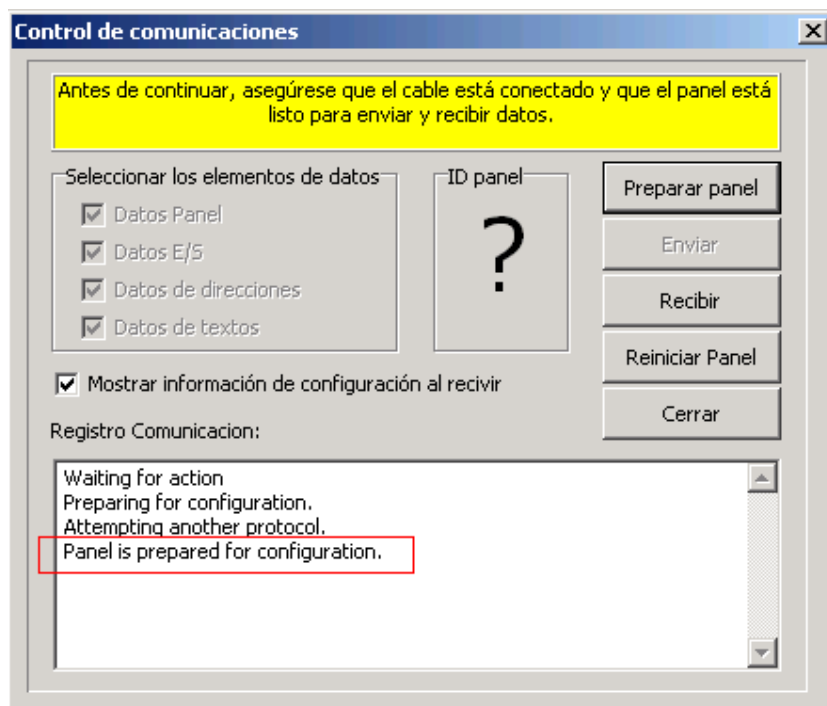 Control de comunicaciones
Antes de continuar, asegúrese que el cable está conectado y que el panel está
listo para enviar y recibir datos.
Seleccionar los elementos de datos
Datos Panel
Datos E/S
Datos de direcciones
Datos de textos
ID panel
?
Preparar panel
Enviar
Recibir
Reiniciar Panel
Cerrar
Mostrar información de configuración al recivir
Registro Comunicacion:
Waiting for action
Preparing for configuration.
Attempting another protocol.
Panel is prepared for configuration.